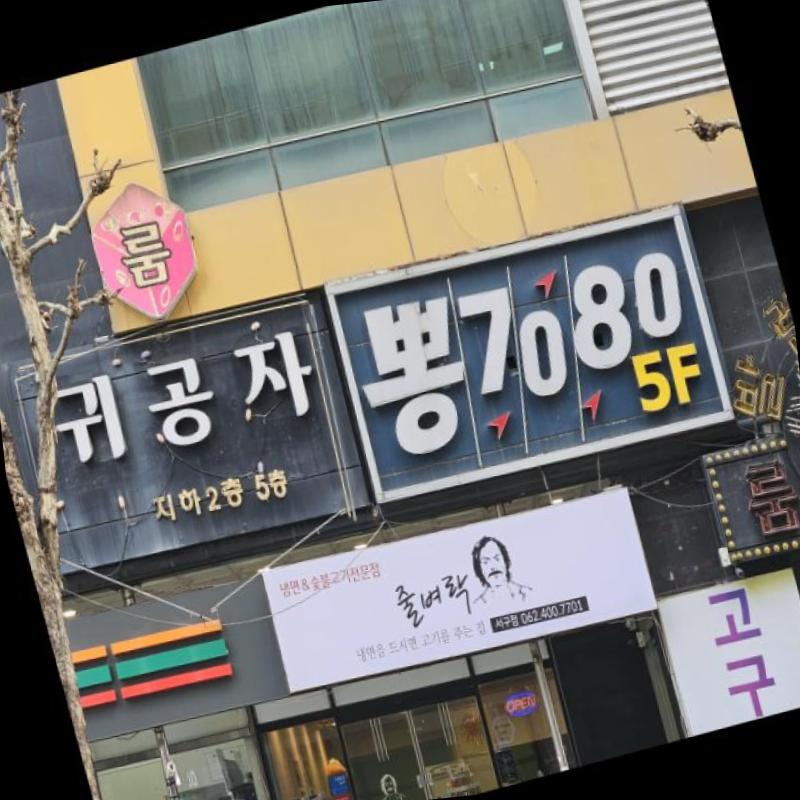 룸
뽕7080
5F
귀공자
지하2층 5층
룸
냉면&숯불고기전문점
줄벼락
서구점 062.400.7701
냉면을 드시면 고기를 주는 집
고
구
OPEN